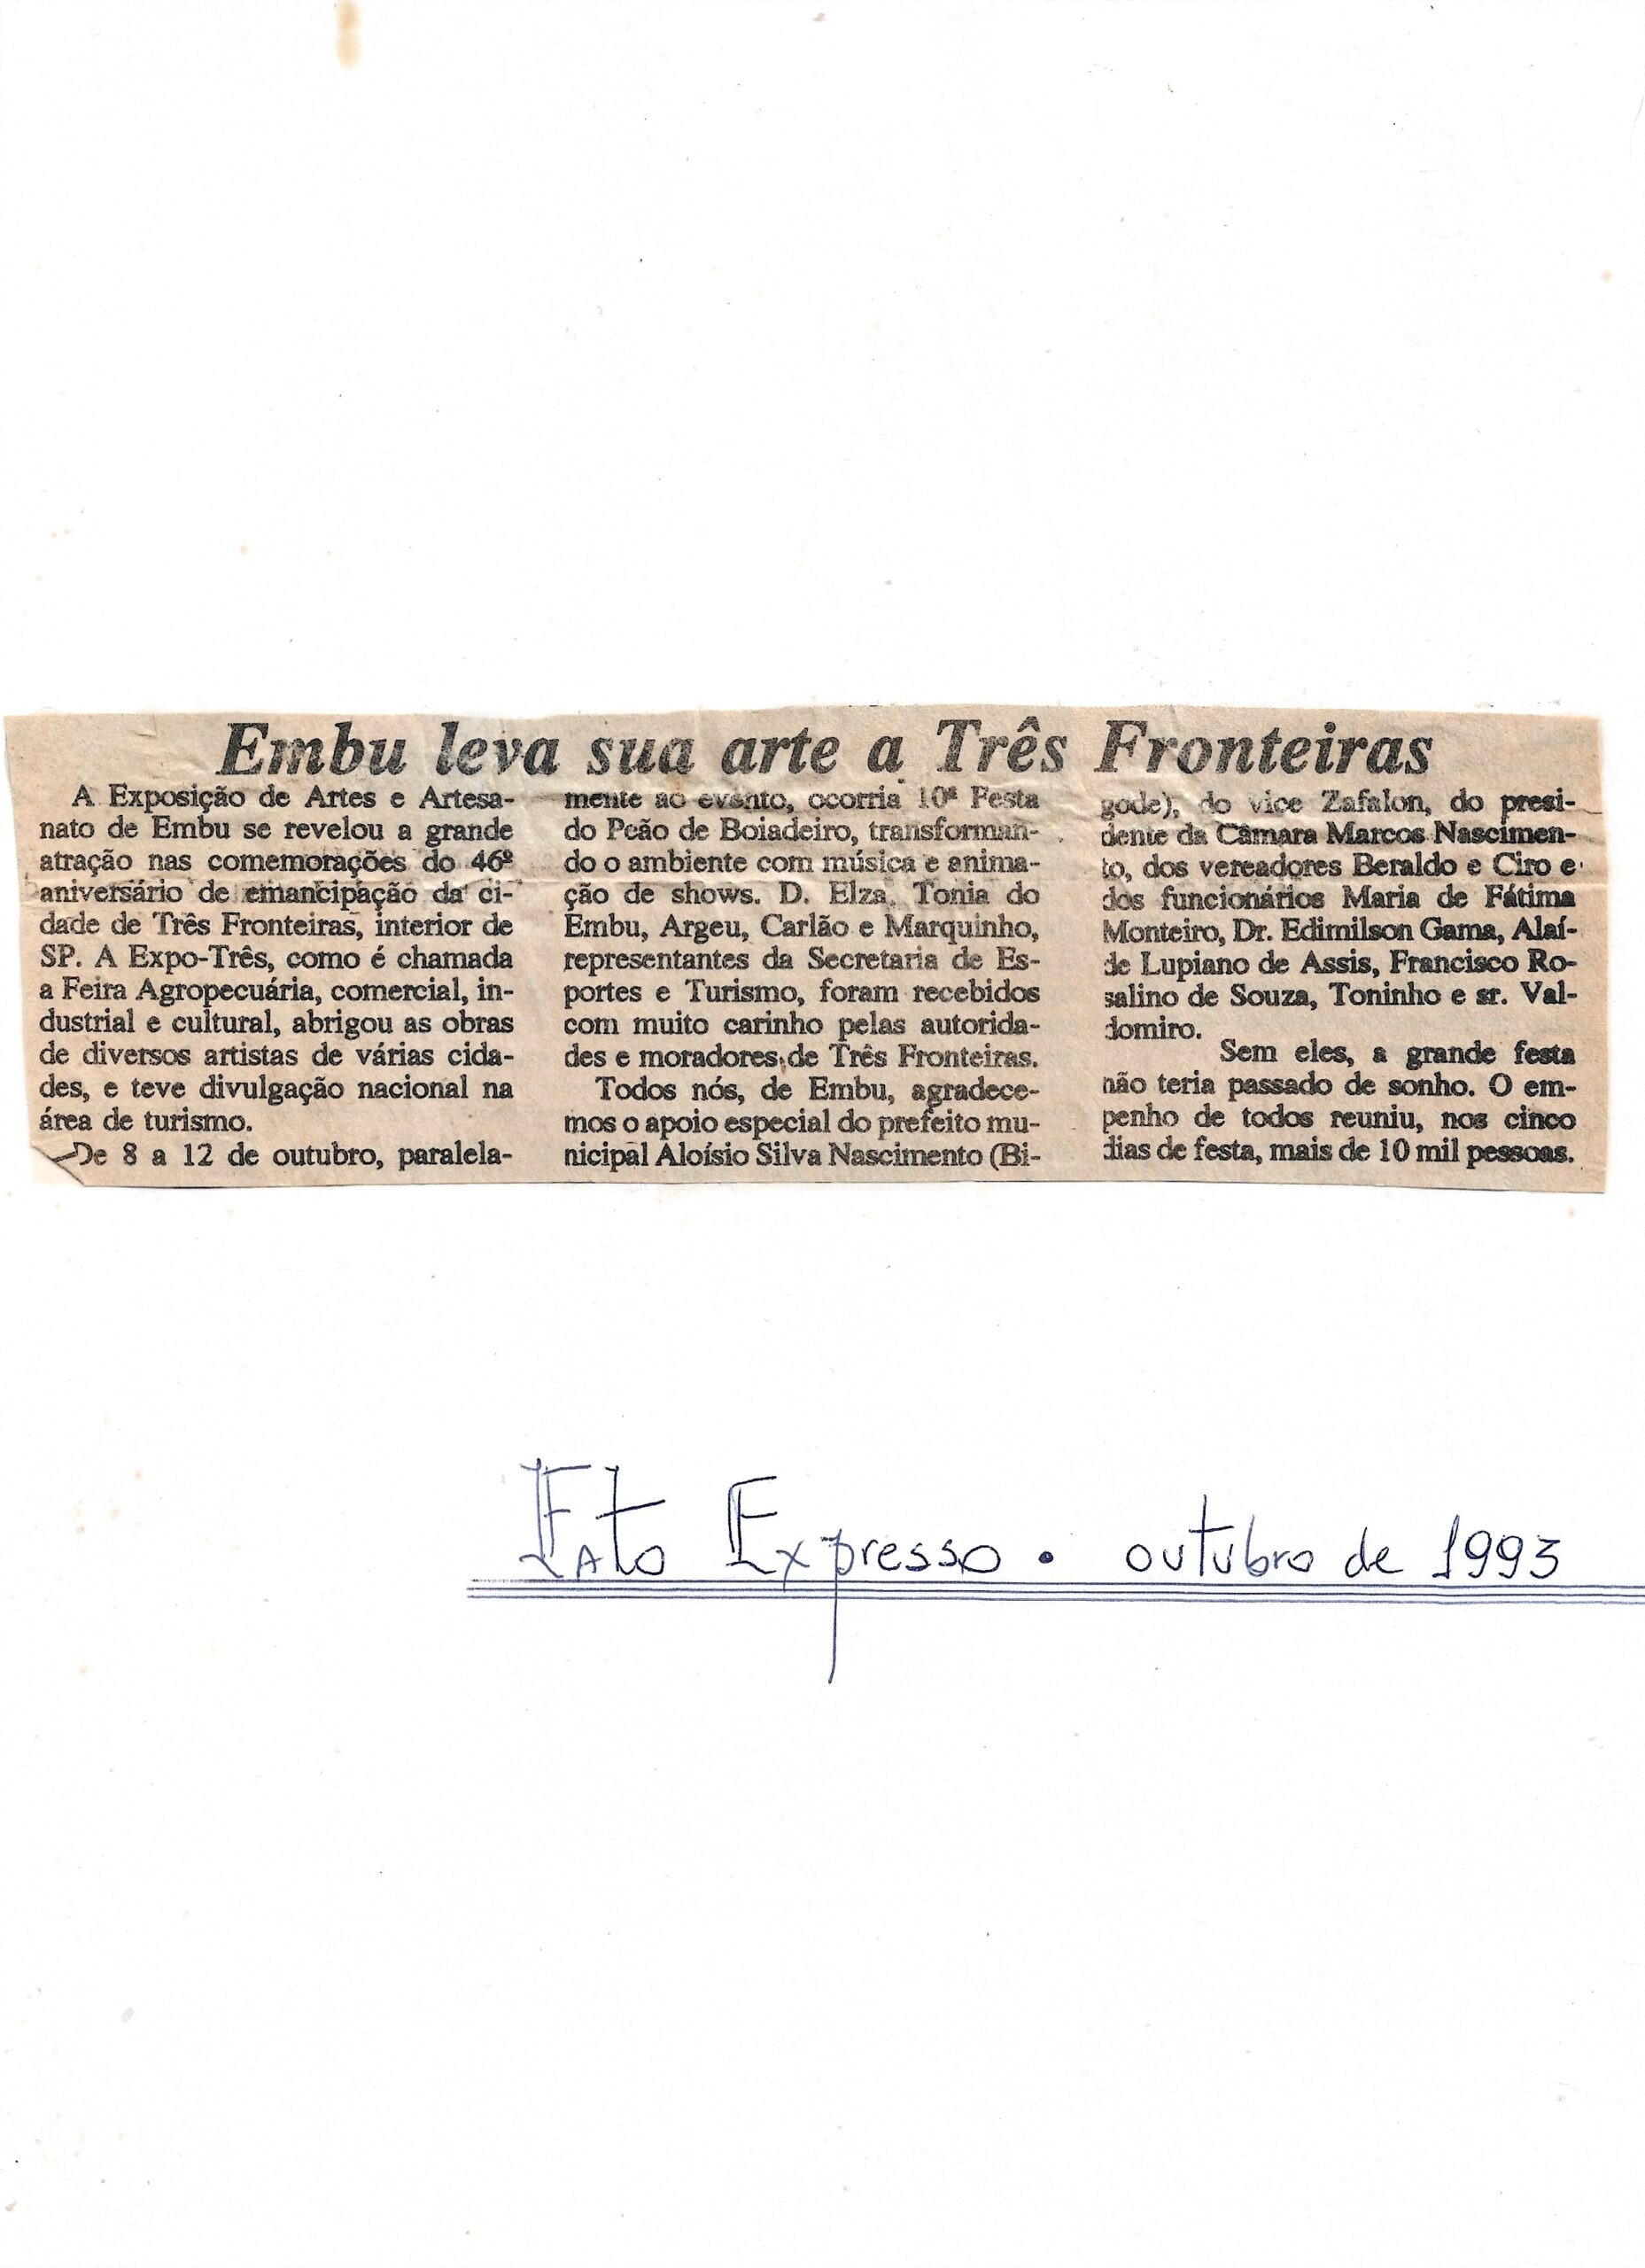 Embu leva sua arte a Três Fronteiras
A Exposição de Artes e Artesa-
nato de Embu se revelou a grande
atração nas comemorações do 46º
aniversário de emancipação da ci-
dade de Três Fronteiras, interior de
SP. A Expo-Três, como é chamada
a Feira Agropecuária, comercial, in-
dustrial e cultural, abrigou as obras
de diversos artistas de várias cida-
des, e teve divulgação nacional na
área de turismo.
De 8 a 12 de outubro, paralela-
mente ao evento, ocorria 10ª Festa
do Peão de Boiadeiro, transforman-
do o ambiente com música e anima-
ção de shows. D. Elza, Tonia do
Embu, Argeu, Carlão e Marquinho,
representantes da Secretaria de Es-
portes e Turismo, foram recebidos
com muito carinho pelas autorida-
des e moradores de Três Fronteiras.
Todos nós, de Embu, agradece-
mos o apoio especial do prefeito mu-
nicipal Aloísio Silva Nascimento (Bi-
gode), do vice Zafalon, do presi-
dente da Câmara Marcos Nascimen-
to, dos vereadores Beraldo e Ciro e
dos funcionários Maria de Fátima
Monteiro, Dr. Edimilson Gama, Alaí-
de Lupiano de Assis, Francisco Ro-
salino de Souza, Toninho e sr. Val-
domiro.
Sem eles, a grande festa
não teria passado de sonho. O em-
penho de todos reuniu, nos cinco
dias de festa, mais de 10 mil pessoas.
Fato Expresso • outubro de 1993